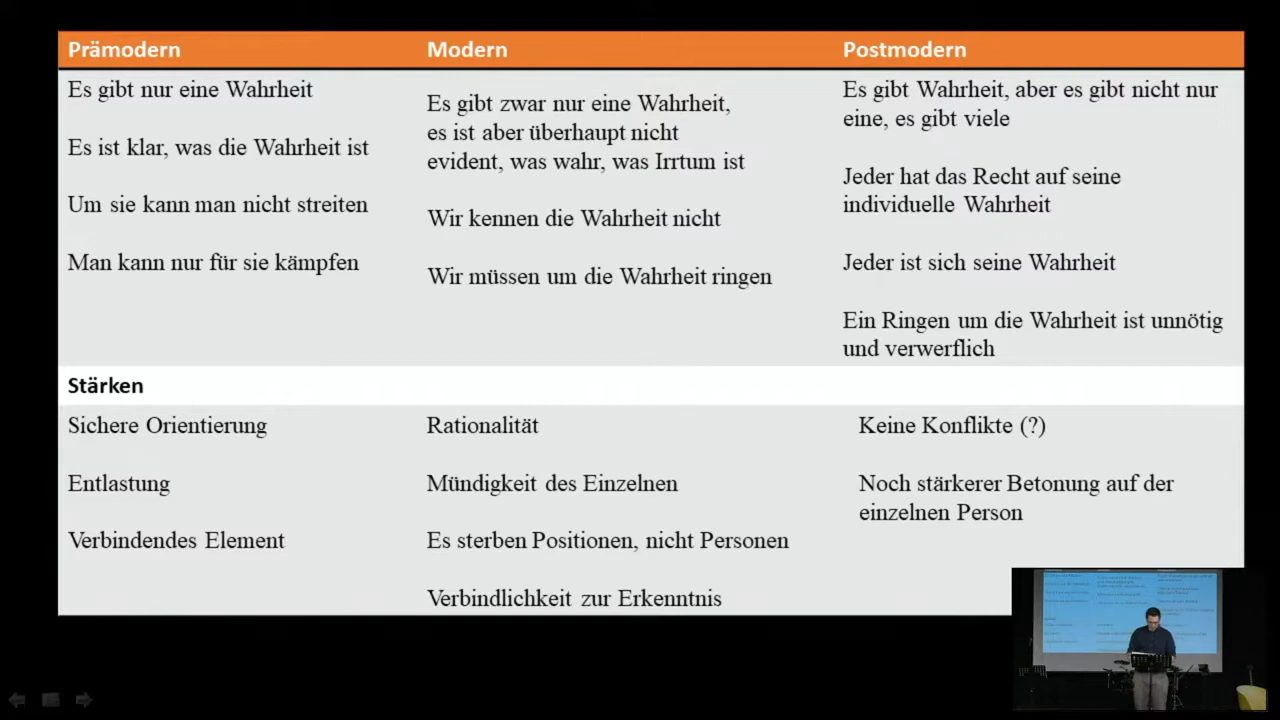 Prämodern
Modern
Postmodern
Es gibt nur eine Wahrheit
Es ist klar, was die Wahrheit ist
Um sie kann man nicht streiten
Man kann nur für sie kämpfen
Es gibt zwar nur eine Wahrheit,
es ist aber überhaupt nicht
evident, was wahr, was Irrtum ist
Wir kennen die Wahrheit nicht
Wir müssen um die Wahrheit ringen
Es gibt Wahrheit, aber es gibt nicht nur
eine, es gibt viele
Jeder hat das Recht auf seine
individuelle Wahrheit
Jeder ist sich seine Wahrheit
Ein Ringen um die Wahrheit ist unnötig
und verwerflich
Stärken
Sichere Orientierung
Entlastung
Verbindendes Element
Rationalität
Mündigkeit des Einzelnen
Es sterben Positionen, nicht Personen
Verbindlichkeit zur Erkenntnis
Keine Konflikte (?)
Noch stärkerer Betonung auf der
einzelnen Person